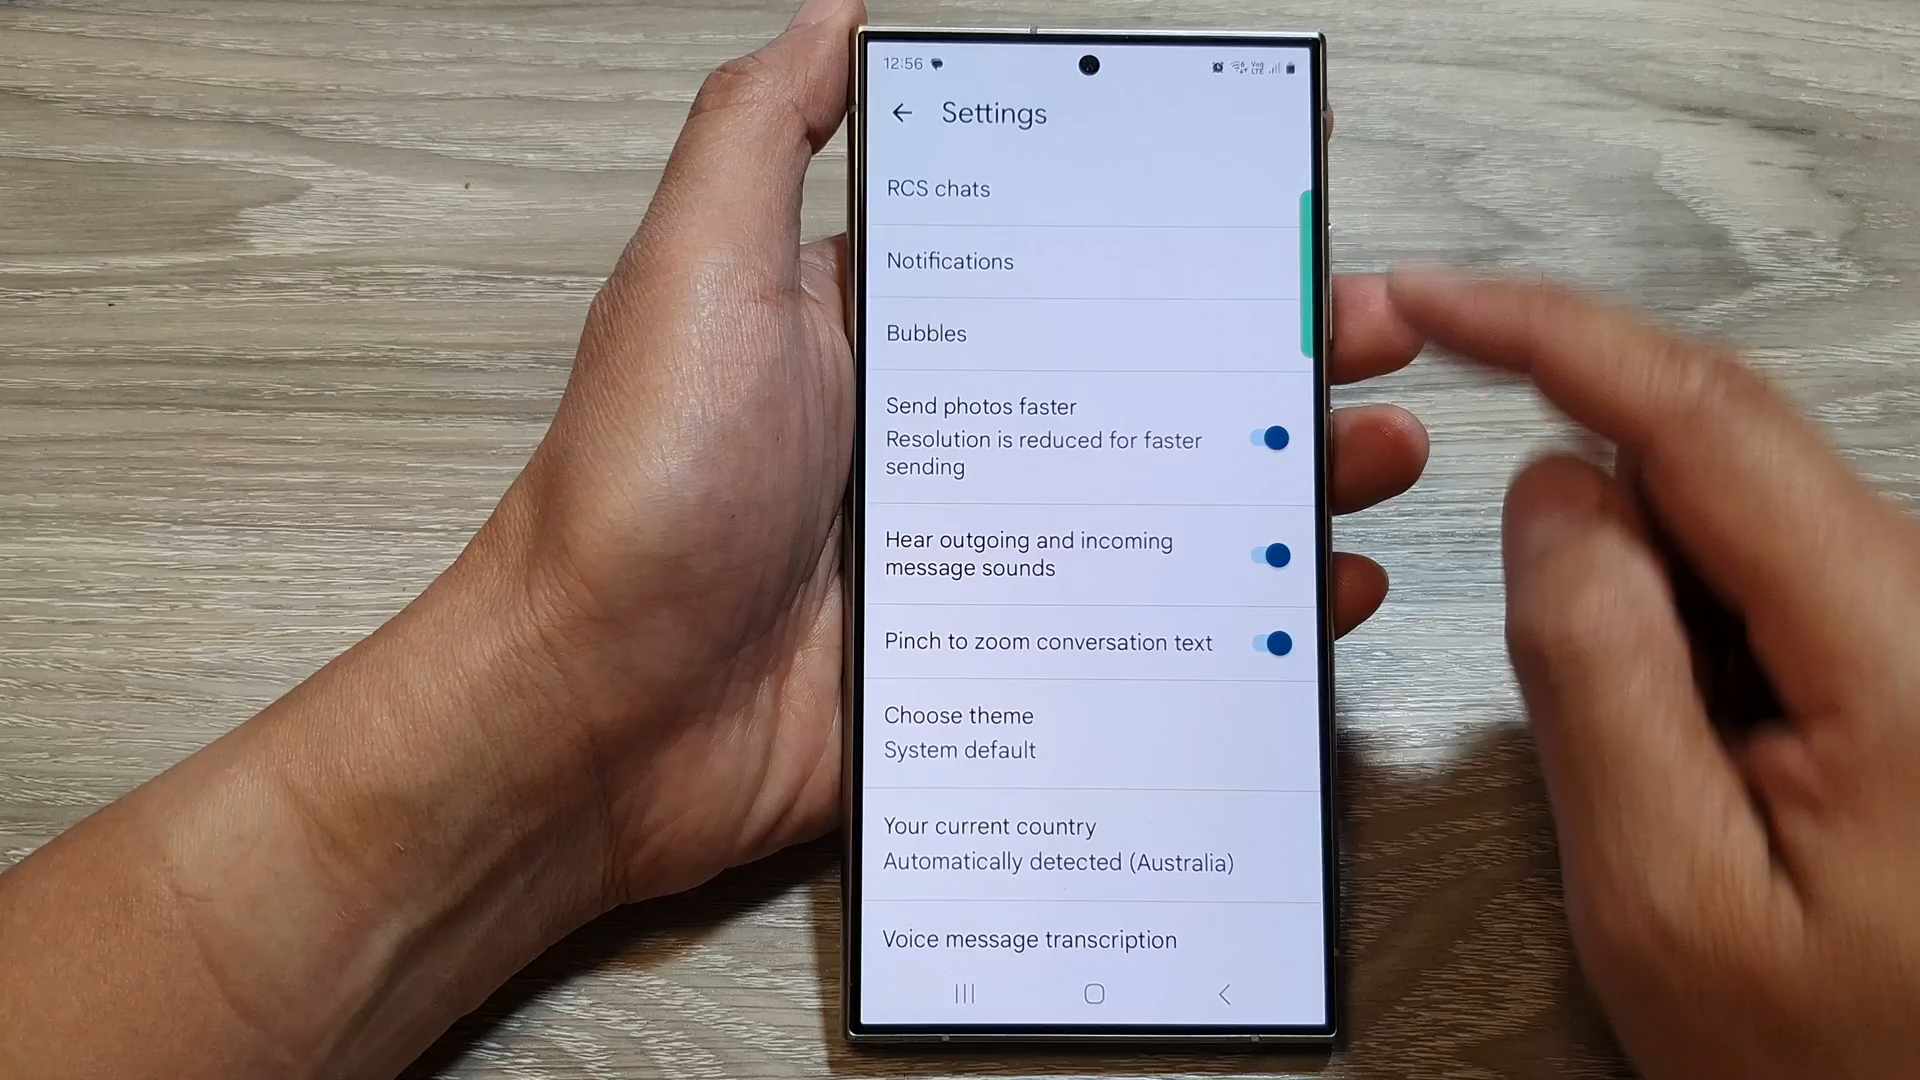 12:56
Settings
RCS chats
Notifications
Bubbles
Send photos faster
Resolution is reduced for faster
sending
Hear outgoing and incoming
message sounds
Pinch to zoom conversation text
Choose theme
System default
Your current country
Automatically detected (Australia)
Voice message transcription